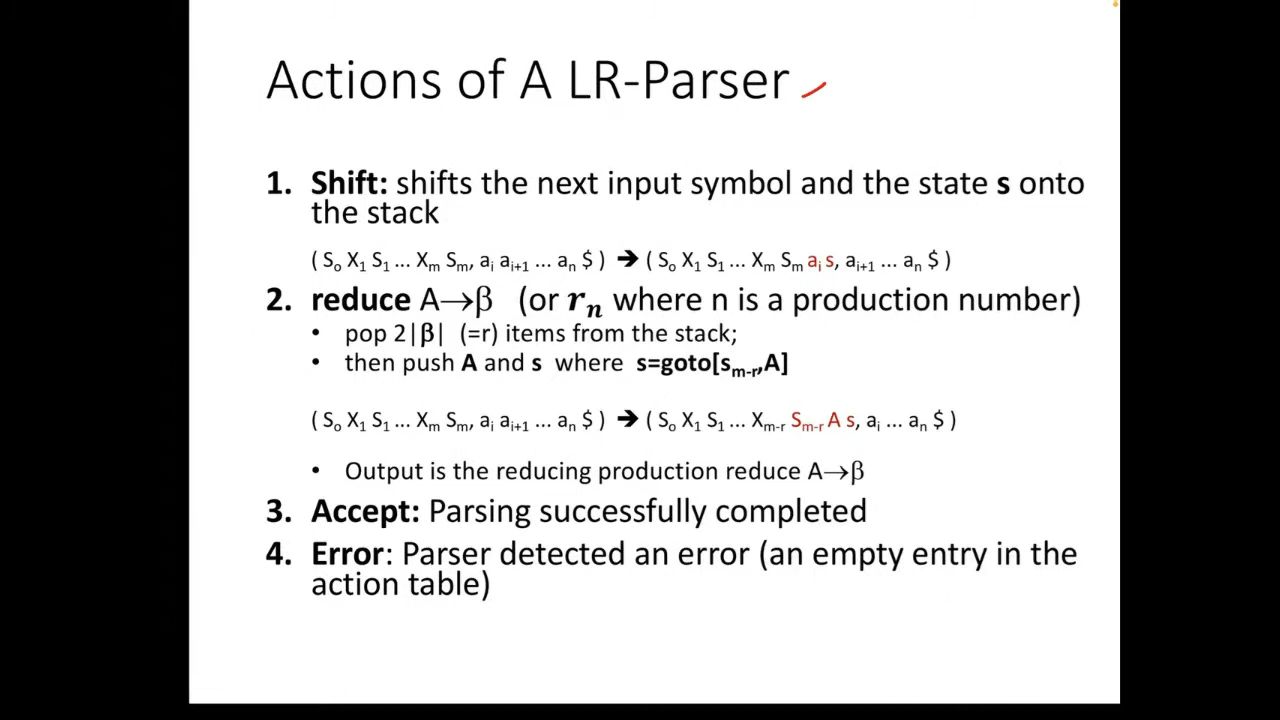 Actions of A LR-Parser
1. Shift: shifts the next input symbol and the state s onto
the stack
( Sₒ X₁ S₁ ... Xₘ Sₘ, aᵢ aᵢ₊₁ ... aₙ $ ) ➔ ( Sₒ X₁ S₁ ... Xₘ Sₘ aᵢ s, aᵢ₊₁ ... aₙ $ )
2. reduce A→β (or rₙ where n is a production number)
• pop 2|β| (=r) items from the stack;
• then push A and s where s=goto[sₘ₋ᵣ,A]
( Sₒ X₁ S₁ ... Xₘ Sₘ, aᵢ aᵢ₊₁ ... aₙ $ ) ➔ ( Sₒ X₁ S₁ ... Xₘ₋ᵣ Sₘ₋ᵣ A s, aᵢ ... aₙ $ )
• Output is the reducing production reduce A→β
3. Accept: Parsing successfully completed
4. Error: Parser detected an error (an empty entry in the
action table)